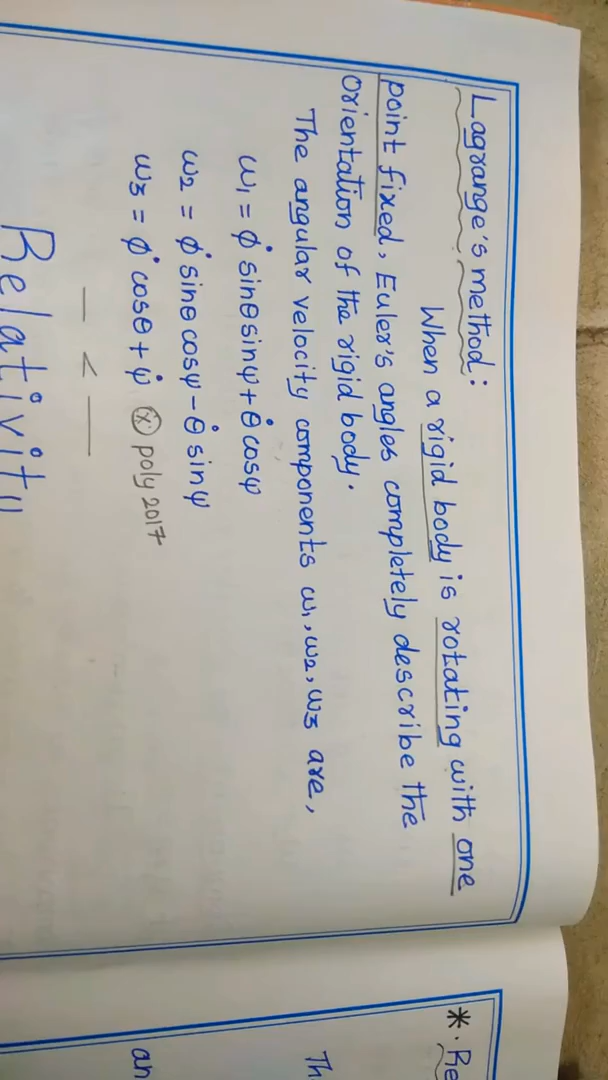 Lagrange's method:
When a rigid body is rotating with one
point fixed, Euler's angles completely describe the
orientation of the rigid body.
The angular velocity components ω₁, ω₂, ω₃ are,
ω₁ = φ̇ sinθ sinψ + θ̇ cosψ
ω₂ = φ̇ sinθ cosψ - θ̇ sinψ
ω₃ = φ̇ cosθ + ψ̇ (x) poly 2017
— < —
Relativity
*. Re
Th
an